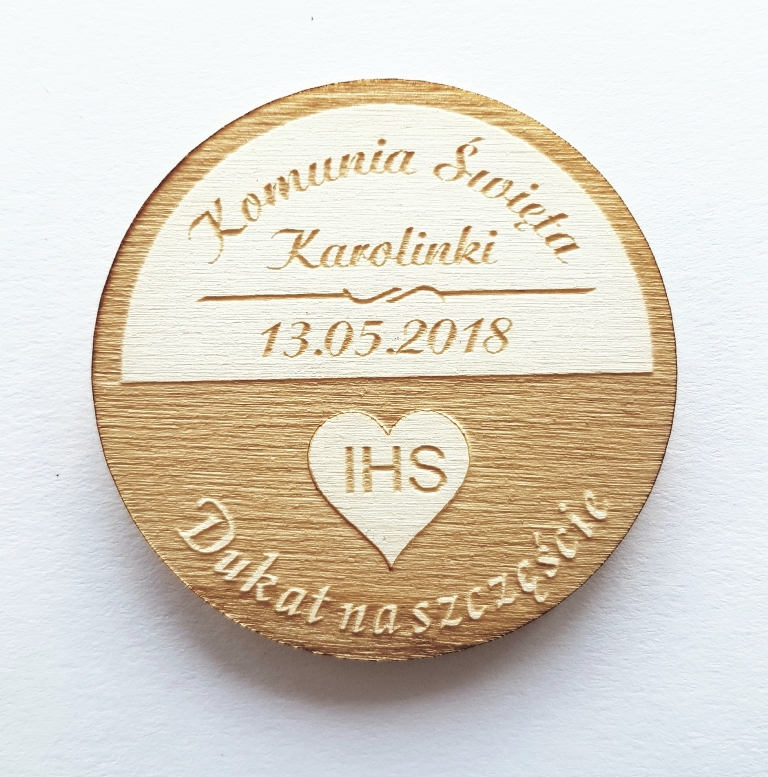 Komunia Święta
Karolinki
13.05.2018
IHS
Dukat na szczęście